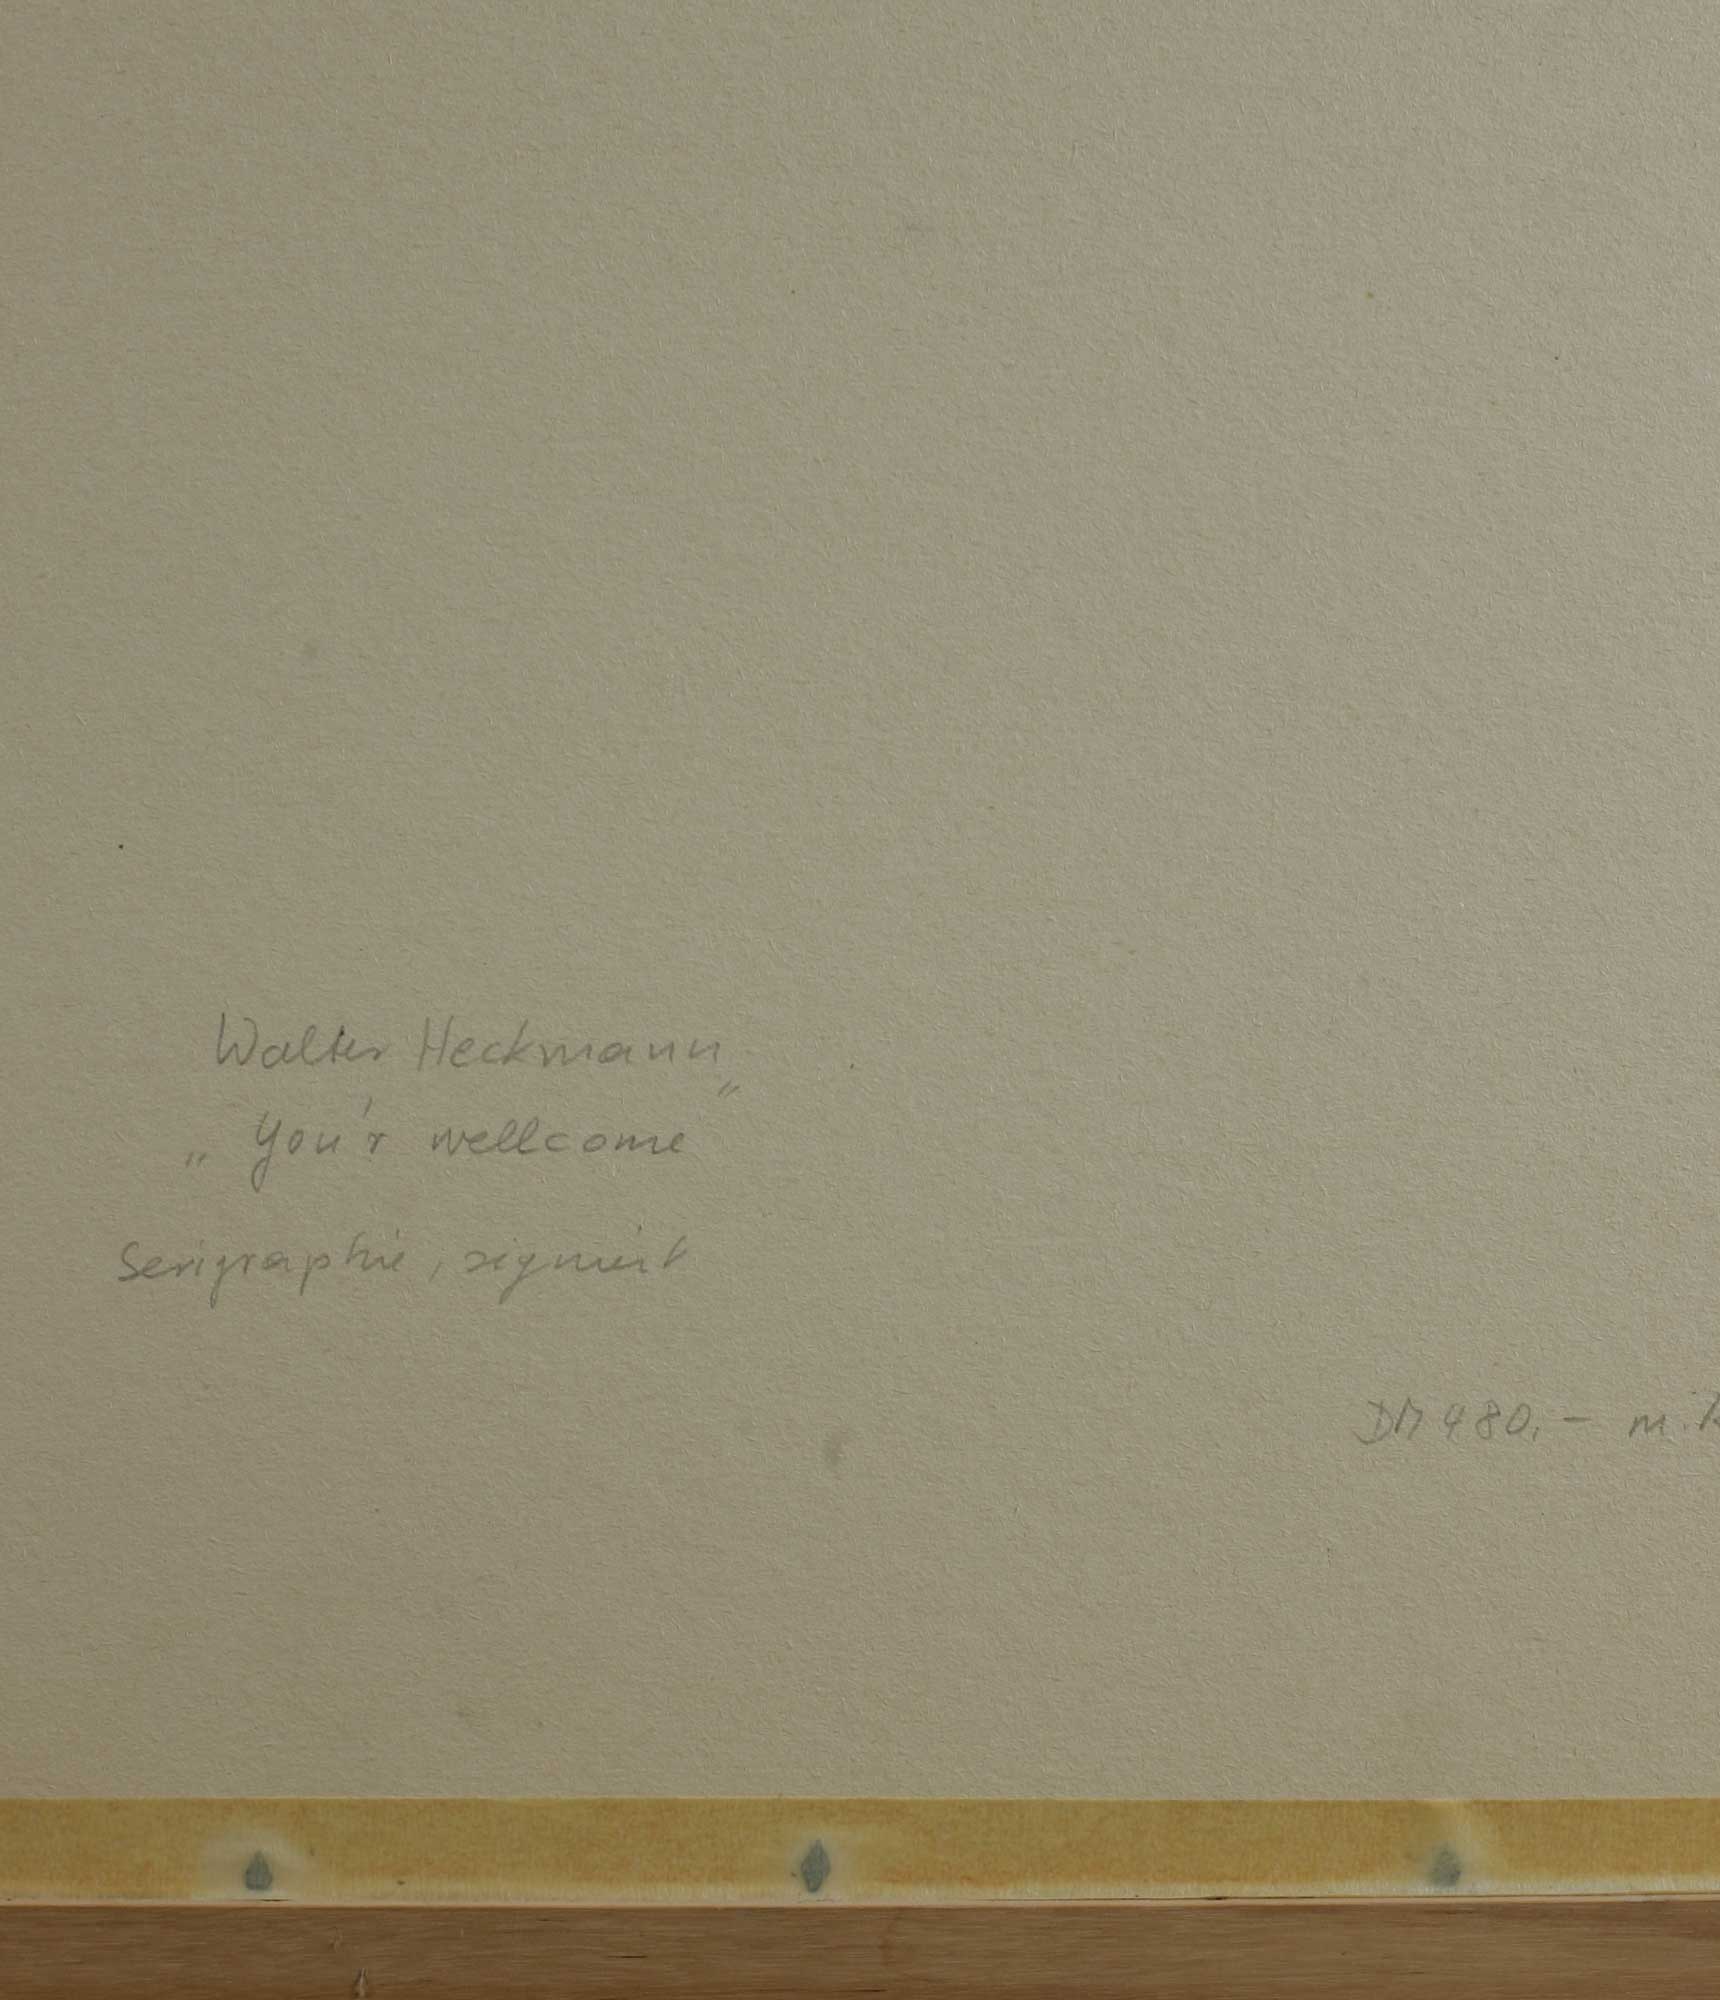 Walter Heckmann
„You'r wellcome"
Serigraphie, signiert
DM 480,- m.